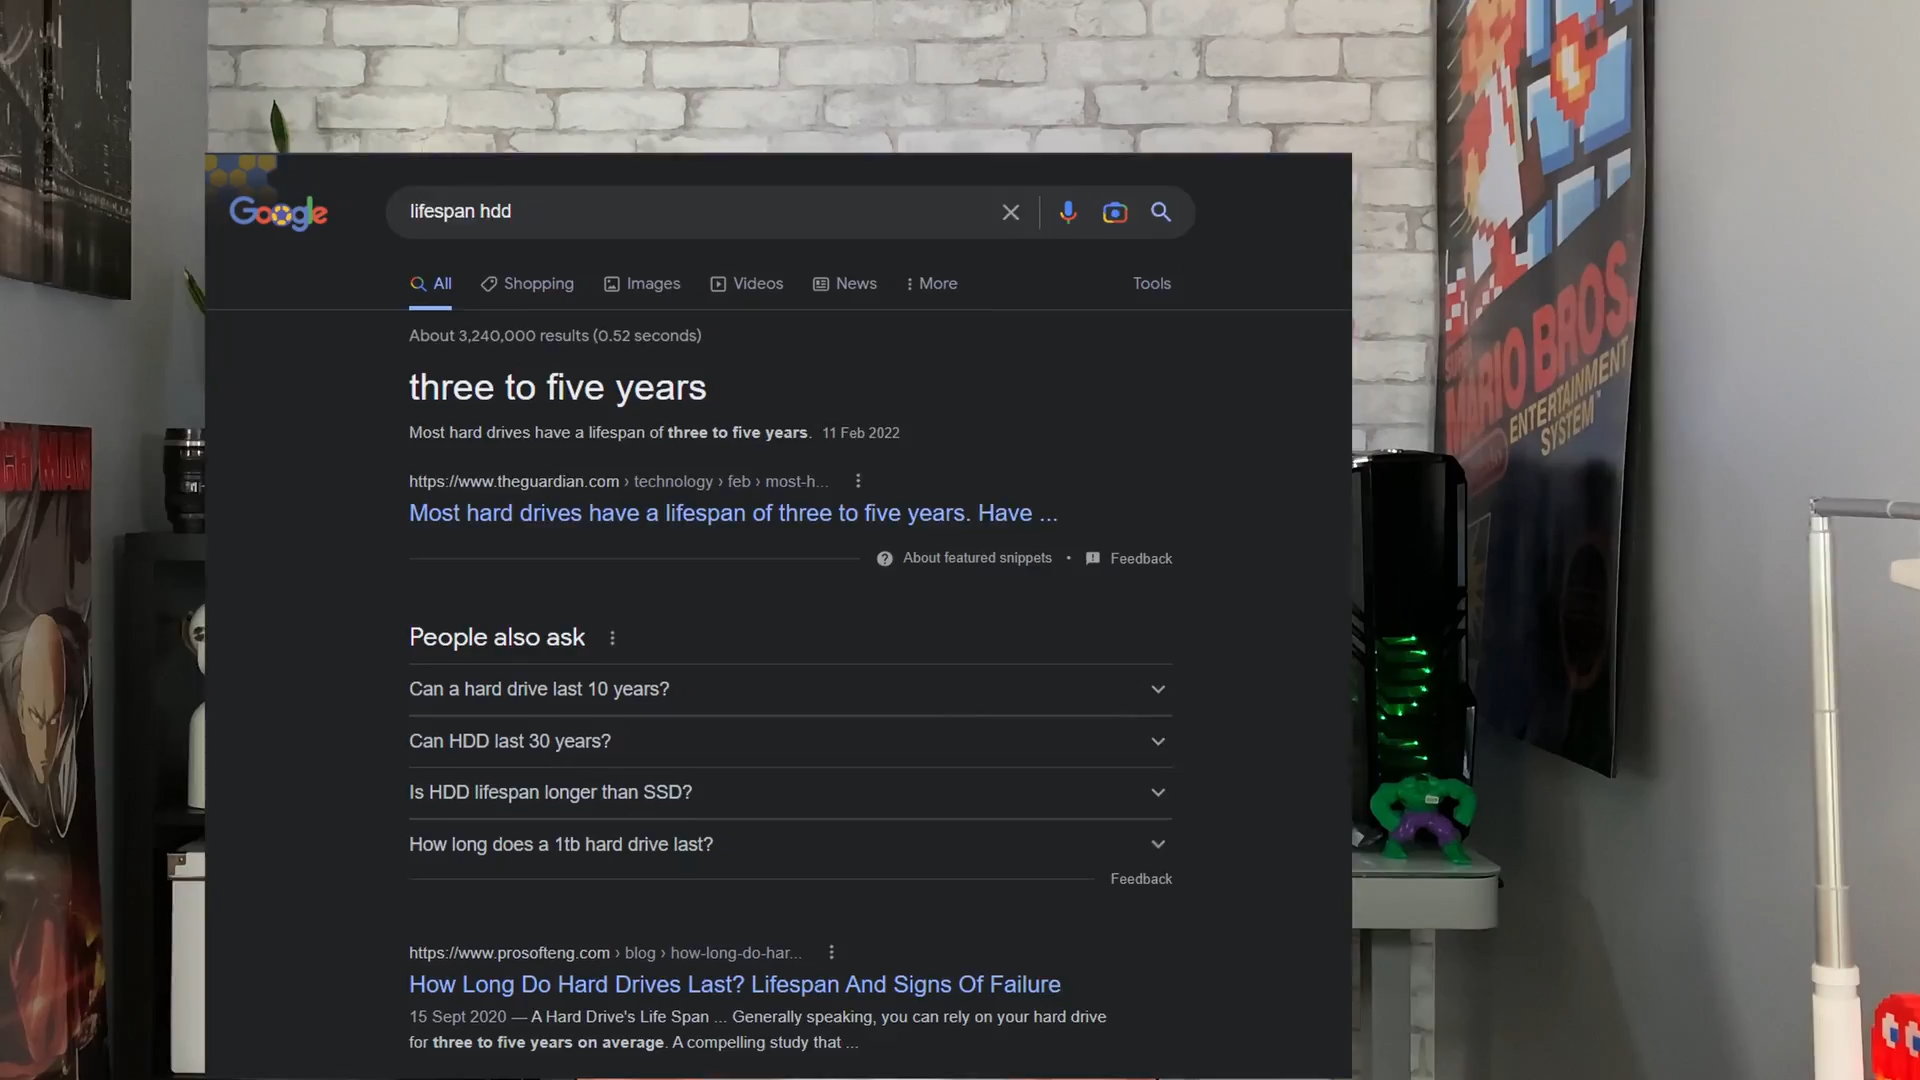 Google
lifespan hdd
All
Shopping
Images
Videos
News
More
Tools
About 3,240,000 results (0.52 seconds)
three to five years
Most hard drives have a lifespan of three to five years. 11 Feb 2022
https://www.theguardian.com › technology › feb › most-h...
Most hard drives have a lifespan of three to five years. Have ...
About featured snippets • Feedback
People also ask
Can a hard drive last 10 years?
Can HDD last 30 years?
Is HDD lifespan longer than SSD?
How long does a 1tb hard drive last?
Feedback
https://www.prosofteng.com › blog › how-long-do-har...
How Long Do Hard Drives Last? Lifespan And Signs Of Failure
15 Sept 2020 — A Hard Drive's Life Span ... Generally speaking, you can rely on your hard drive
for three to five years on average. A compelling study that ...
SUPER
MARIO BROS.
ENTERTAINMENT
SYSTEM™